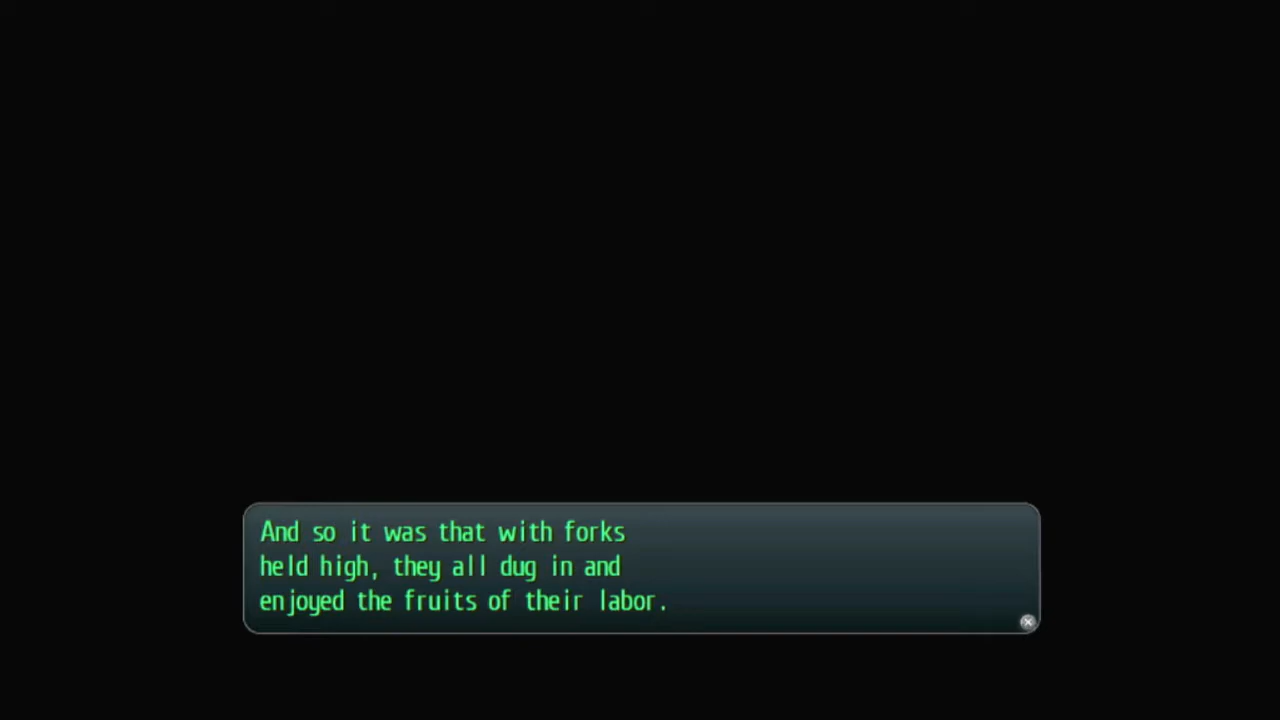 And so it was that with forks
held high, they all dug in and
enjoyed the fruits of their labor.